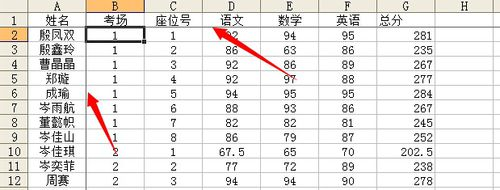 A B C D E F G H
1 姓名 考场 座位号 语文 数学 英语 总分
2 殷凤双 1 1 92 94 95 281
3 殷鑫玲 1 2 86 63 86 235
4 曹晶晶 1 3 92
5 郑璇 1 4 92 97 88 277
6 成瑜 1 5 94 95 95 284
7 岑雨航 1 6 88 93 86 267
8 董懿帜 1 7 82 82 81 245
9 岑佳山 1 8 86 79 87 252
10 岑佳琪 2 1 67.5 65 70 202.5
11 岑奕菲 2 2 77 72 89 238
12 周赛 2 3 94 94 90 278